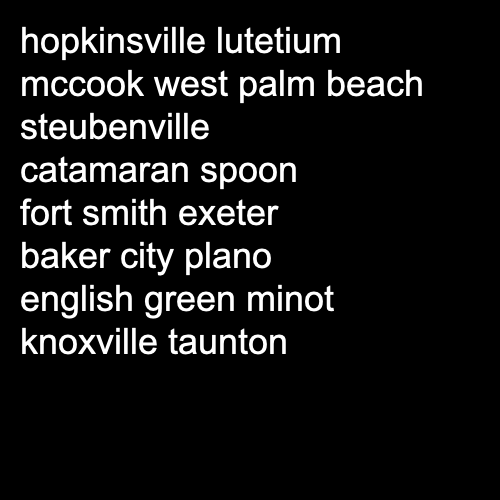 hopkinsville lutetium
mccook west palm beach
steubenville
catamaran spoon
fort smith exeter
baker city plano
english green minot
knoxville taunton